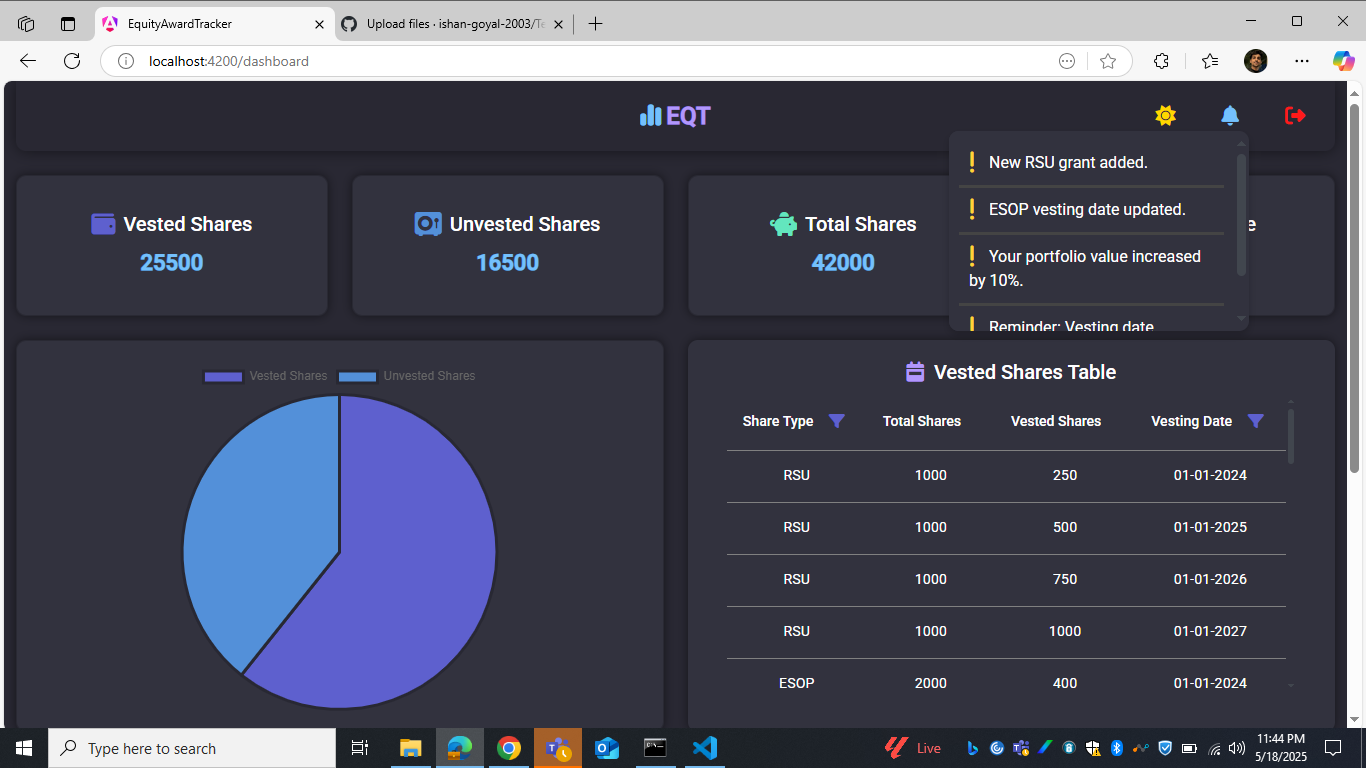 EquityAwardTracker
Upload files · ishan-goyal-2003/Te
localhost:4200/dashboard
EQT
New RSU grant added.
ESOP vesting date updated.
Your portfolio value increased
by 10%.
Reminder: Vesting date
Vested Shares
25500
Unvested Shares
16500
Total Shares
42000
e
Vested Shares Unvested Shares
Vested Shares Table
Share Type Total Shares Vested Shares Vesting Date
RSU 1000 250 01-01-2024
RSU 1000 500 01-01-2025
RSU 1000 750 01-01-2026
RSU 1000 1000 01-01-2027
ESOP 2000 400 01-01-2024
Type here to search
Live
11:44 PM
5/18/2025